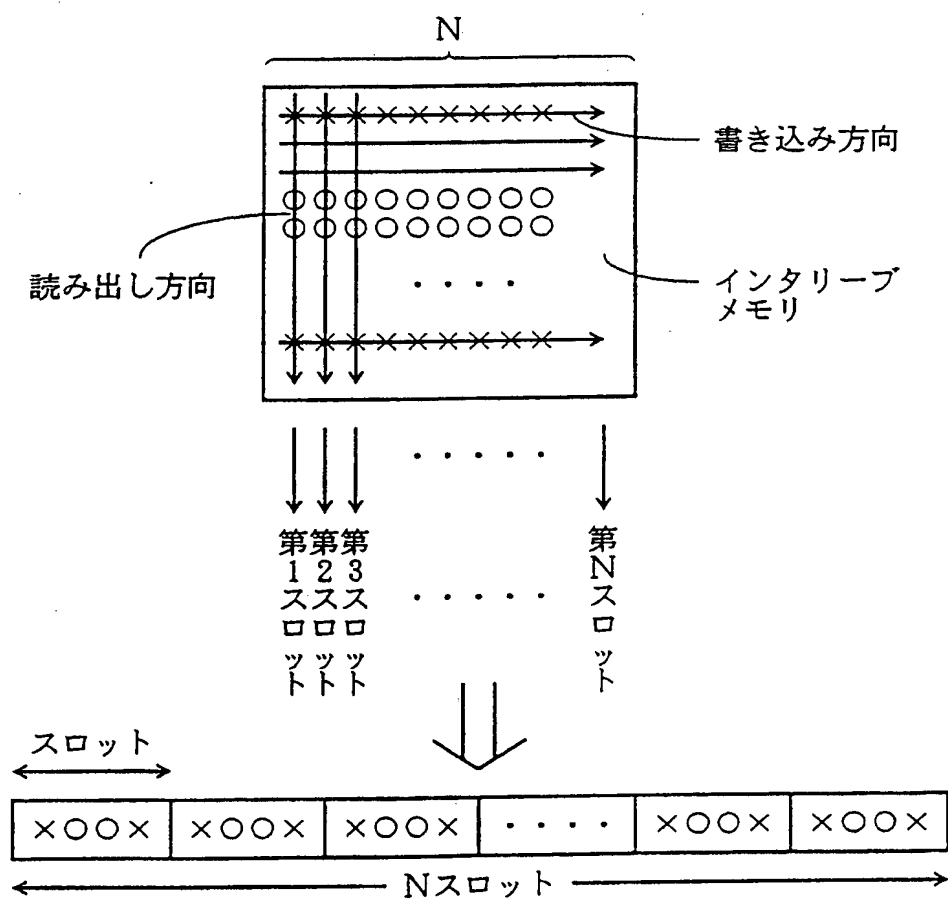 N
書き込み方向
読み出し方向
インタリーブ
メモリ
・・・・
・・・・・
第1スロット
第2スロット
第3スロット
・・・・・
第Nスロット
スロット
×○○×
×○○×
×○○×
・・・・
×○○×
×○○×
Nスロット